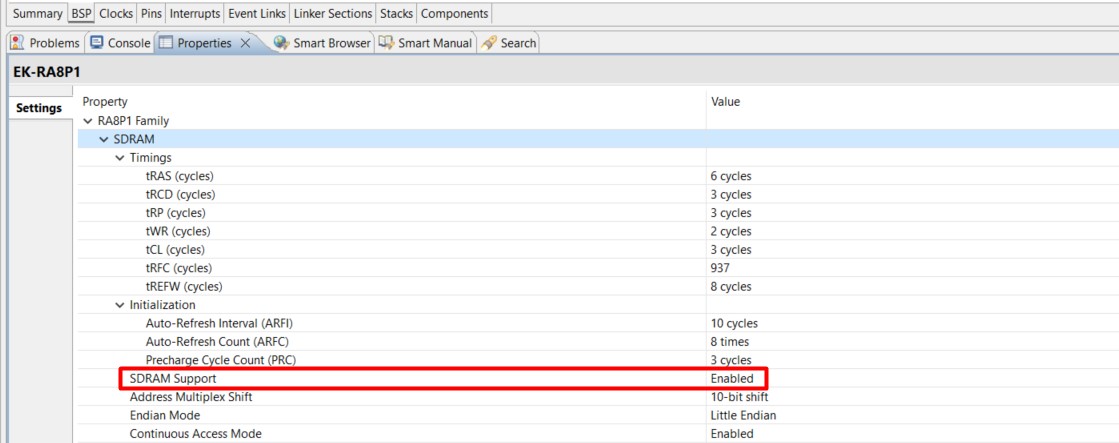 Summary BSP Clocks Pins Interrupts Event Links Linker Sections Stacks Components
Problems Console Properties Smart Browser Smart Manual Search
EK-RA8P1
Settings
Property Value
RA8P1 Family
SDRAM
Timings
tRAS (cycles) 6 cycles
tRCD (cycles) 3 cycles
tRP (cycles) 3 cycles
tWR (cycles) 2 cycles
tCL (cycles) 3 cycles
tRFC (cycles) 937
tREFW (cycles) 8 cycles
Initialization
Auto-Refresh Interval (ARFI) 10 cycles
Auto-Refresh Count (ARFC) 8 times
Precharge Cycle Count (PRC) 3 cycles
SDRAM Support Enabled
Address Multiplex Shift 10-bit shift
Endian Mode Little Endian
Continuous Access Mode Enabled